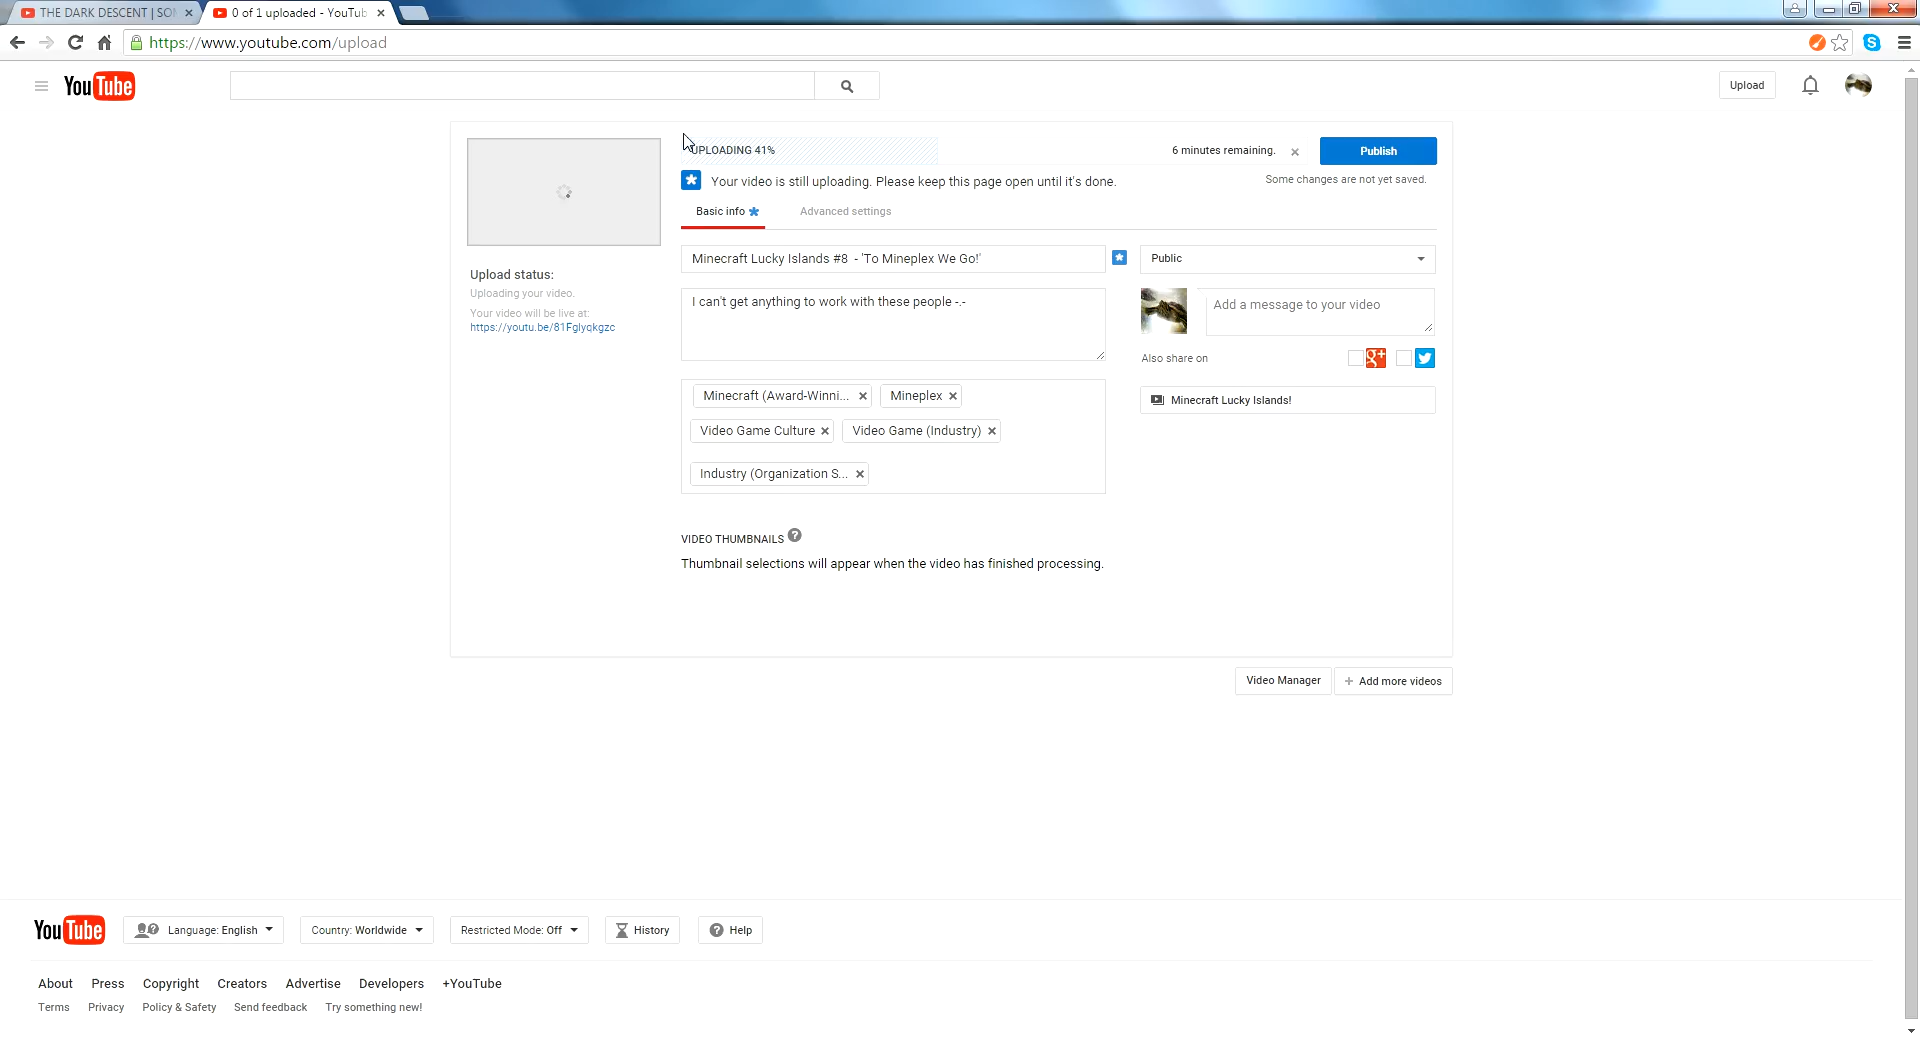 THE DARK DESCENT | SOM
0 of 1 uploaded - YouTub
https://www.youtube.com/upload
YouTube
Upload
UPLOADING 41%
6 minutes remaining.
Publish
Your video is still uploading. Please keep this page open until it's done.
Some changes are not yet saved.
Basic info
Advanced settings
Minecraft Lucky Islands #8  - 'To Mineplex We Go!'
Public
Upload status:
Uploading your video.
Your video will be live at:
https://youtu.be/81Fglyqkgzc
I can't get anything to work with these people -.-
Add a message to your video
Also share on
g+
Minecraft (Award-Winni...
Mineplex
Minecraft Lucky Islands!
Video Game Culture
Video Game (Industry)
Industry (Organization S...
VIDEO THUMBNAILS ?
Thumbnail selections will appear when the video has finished processing.
Video Manager
+ Add more videos
YouTube
Language: English
Country: Worldwide
Restricted Mode: Off
History
Help
About Press Copyright Creators Advertise Developers +YouTube
Terms Privacy Policy & Safety Send feedback Try something new!